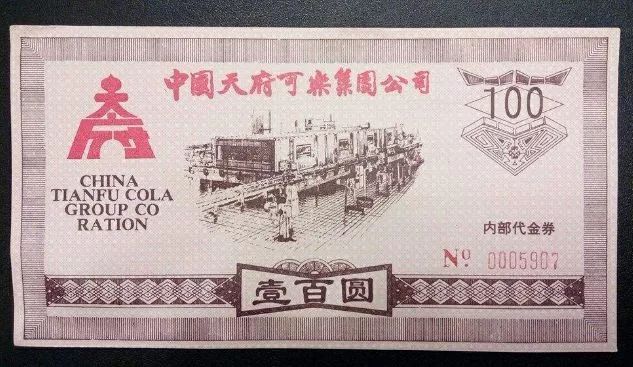 中國天府可樂集團公司
100
CHINA
TIANFU COLA
GROUP CO
RATION
内部代金券
Nº 0005907
壹百圆